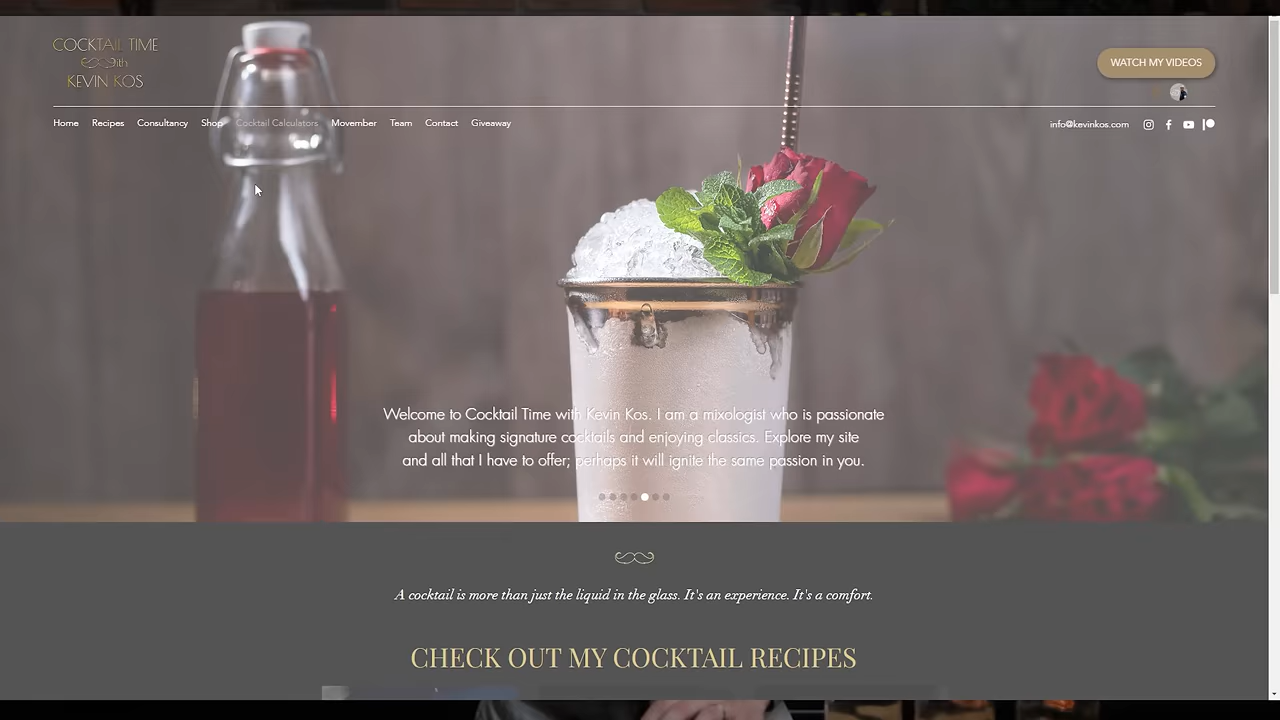 COCKTAIL TIME
with
KEVIN KOS
WATCH MY VIDEOS
Home Recipes Consultancy Shop Cocktail Calculators Movember Team Contact Giveaway
info@kevinkos.com
Welcome to Cocktail Time with Kevin Kos. I am a mixologist who is passionate
about making signature cocktails and enjoying classics. Explore my site
and all that I have to offer; perhaps it will ignite the same passion in you.
A cocktail is more than just the liquid in the glass. It's an experience. It's a comfort.
CHECK OUT MY COCKTAIL RECIPES